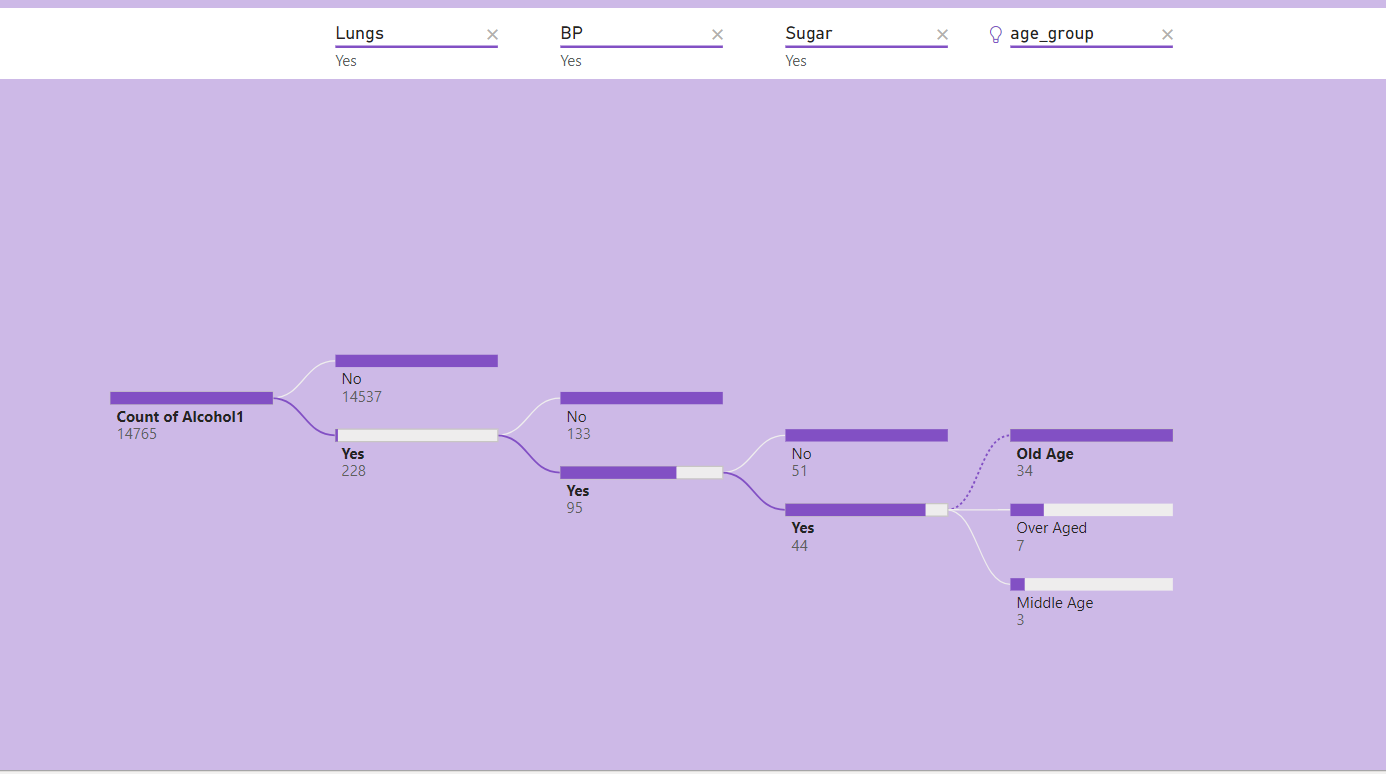 Lungs
Yes
BP
Yes
Sugar
Yes
age_group
Count of Alcohol1
14765
No
14537
Yes
228
No
133
Yes
95
No
51
Yes
44
Old Age
34
Over Aged
7
Middle Age
3